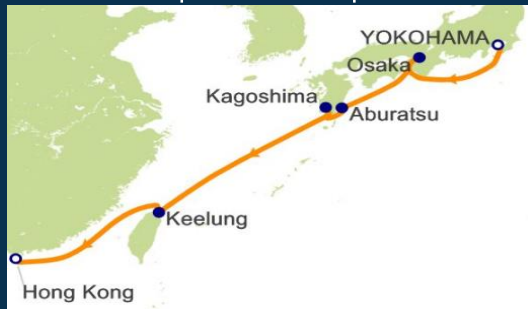 YOKOHAMA
Osaka
Kagoshima
Aburatsu
Keelung
Hong Kong